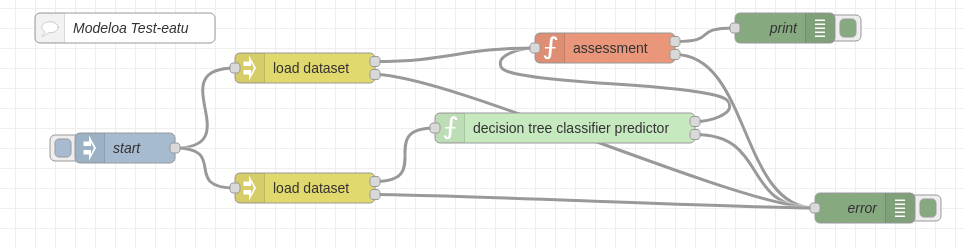 Modeloa Test-eatu
print
assessment
load dataset
decision tree classifier predictor
start
load dataset
error